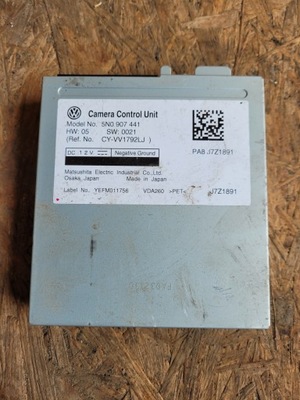 Camera Control Unit
Model No. 5N0 907 441
HW: 05 SW: 0021
(Ref. No. CY-VV1792LJ )
PA8 J7Z1891
DC 12V Negative Ground
Matsushita Electric Industrial Co.,Ltd.
Osaka, Japan Made in Japan
Label No. YEFM011756 VDA260 >PET< J7Z1891